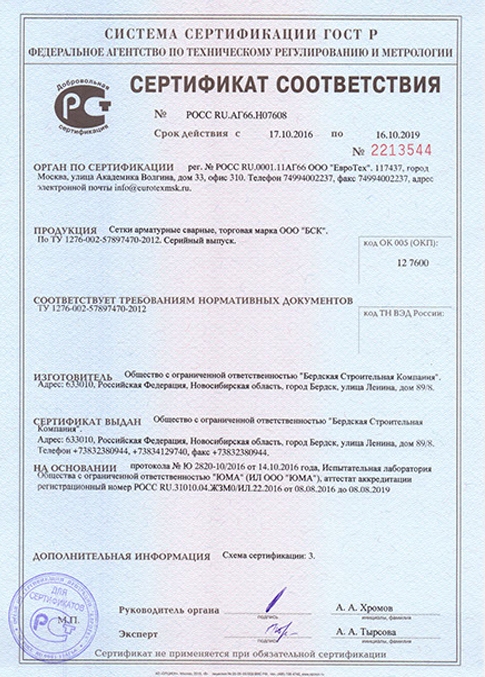 СИСТЕМА СЕРТИФИКАЦИИ ГОСТ Р
ФЕДЕРАЛЬНОЕ АГЕНТСТВО ПО ТЕХНИЧЕСКОМУ РЕГУЛИРОВАНИЮ И МЕТРОЛОГИИ
Добровольная
сертификация
СЕРТИФИКАТ СООТВЕТСТВИЯ
№ РОСС RU.АГ66.Н07608
Срок действия с 17.10.2016 по 16.10.2019
№ 2213544
ОРГАН ПО СЕРТИФИКАЦИИ рег. № РОСС RU.0001.11АГ66 ООО "ЕвроТех". 117437, город
Москва, улица Академика Волгина, дом 33, офис 310. Телефон 74994002237, факс 74994002237, адрес
электронной почты info@eurotexmsk.ru.
ПРОДУКЦИЯ Сетки арматурные сварные, торговая марка ООО "БСК".
По ТУ 1276-002-57897470-2012. Серийный выпуск.
код ОК 005 (ОКП):
12 7600
СООТВЕТСТВУЕТ ТРЕБОВАНИЯМ НОРМАТИВНЫХ ДОКУМЕНТОВ
ТУ 1276-002-57897470-2012
код ТН ВЭД России:
ИЗГОТОВИТЕЛЬ Общество с ограниченной ответственностью "Бердская Строительная Компания".
Адрес: 633010, Российская Федерация, Новосибирская область, город Бердск, улица Ленина, дом 89/8.
СЕРТИФИКАТ ВЫДАН Общество с ограниченной ответственностью "Бердская Строительная
Компания".
Адрес: 633010, Российская Федерация, Новосибирская область, город Бердск, улица Ленина, дом 89/8.
Телефон +73832380944, +73834129740, факс +73832380944.
НА ОСНОВАНИИ протокола № Ю 2820-10/2016 от 14.10.2016 года, Испытательная лаборатория
Общества с ограниченной ответственностью "ЮМА" (ИЛ ООО "ЮМА"), аттестат аккредитации
регистрационный номер РОСС RU.31010.04.ЖЗМ0/ИЛ.22.2016 от 08.08.2016 до 08.08.2019
ДОПОЛНИТЕЛЬНАЯ ИНФОРМАЦИЯ Схема сертификации: 3.
ДЛЯ
СЕРТИФИКАТОВ
М.П.
Руководитель органа
подпись
А. А. Хромов
инициалы, фамилия
Эксперт
подпись
А. А. Тырсова
инициалы, фамилия
Сертификат не применяется при обязательной сертификации